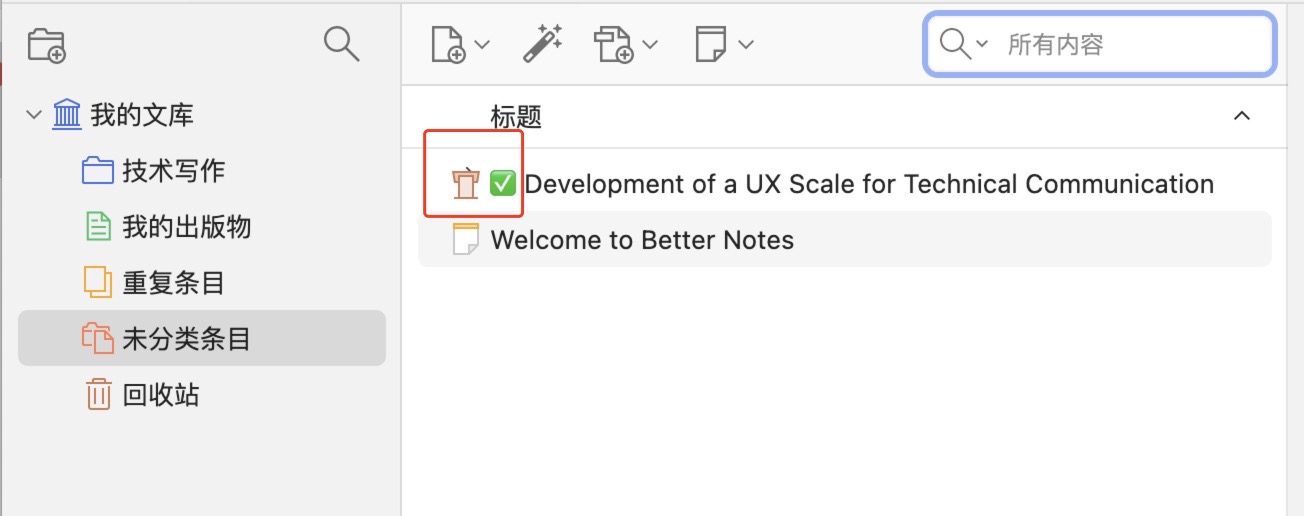 我的文库
技术写作
我的出版物
重复条目
未分类条目
回收站
所有内容
标题
✅ Development of a UX Scale for Technical Communication
Welcome to Better Notes